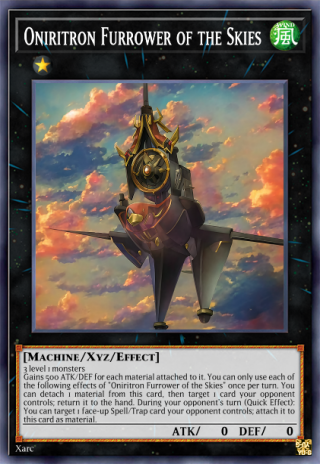 ONIRITRON FURROWER OF THE SKIES
WIND
風
[MACHINE/XYZ/EFFECT]
3 level 1 monsters
Gains 500 ATK/DEF for each material attached to it. You can only use each of
the following effects of "Oniritron Furrower of the Skies" once per turn. You
can detach 1 material from this card, then target 1 card your opponent
controls; return it to the hand. During your opponent's turn (Quick Effect):
You can target 1 face-up Spell/Trap card your opponent controls; attach it to
this card as material.
ATK/ 0 DEF/ 0
Xarc